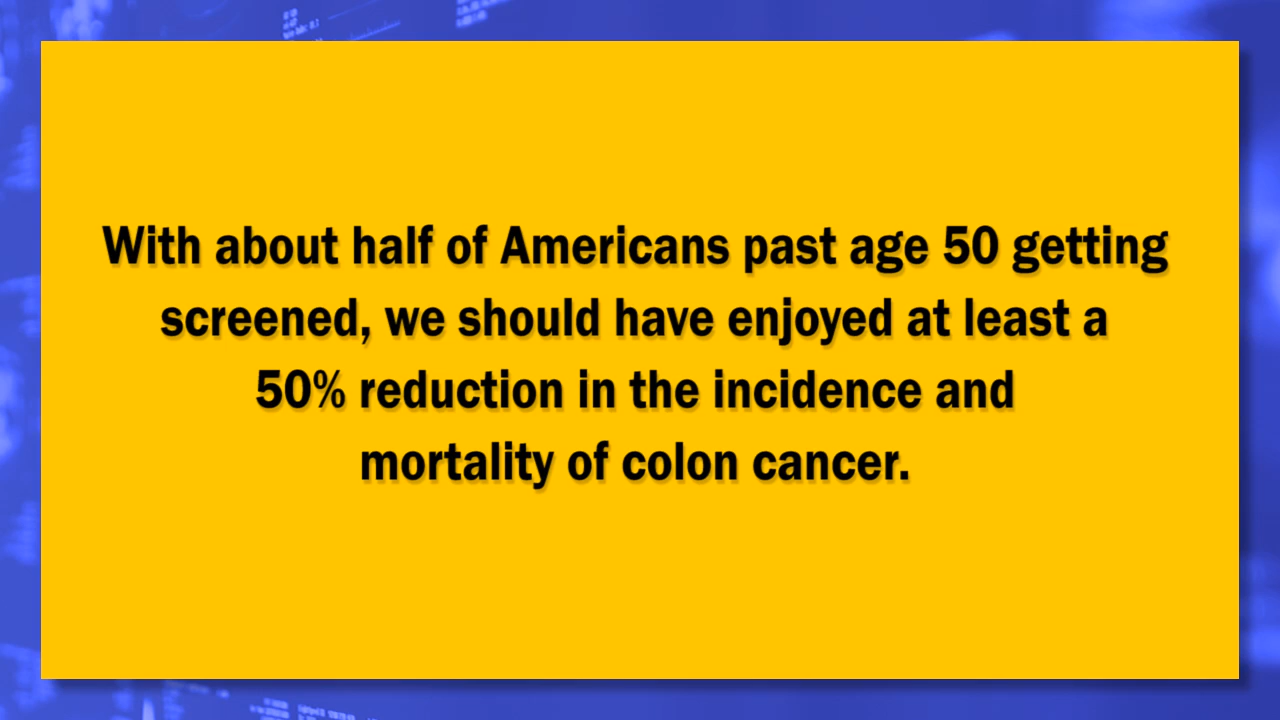 With about half of Americans past age 50 getting
screened, we should have enjoyed at least a
50% reduction in the incidence and
mortality of colon cancer.